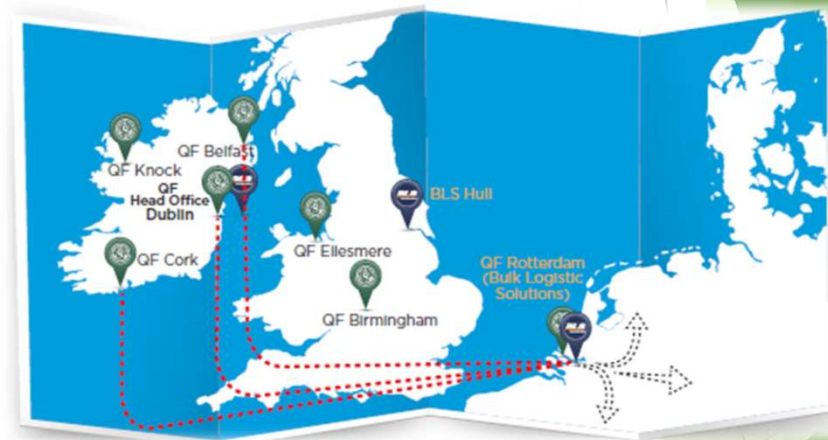 QF Knock
QF Belfast
QF
Head Office
Dublin
QF Cork
QF Ellesmere
QF Birmingham
BLS Hull
QF Rotterdam
(Bulk Logistic
Solutions)
BLS